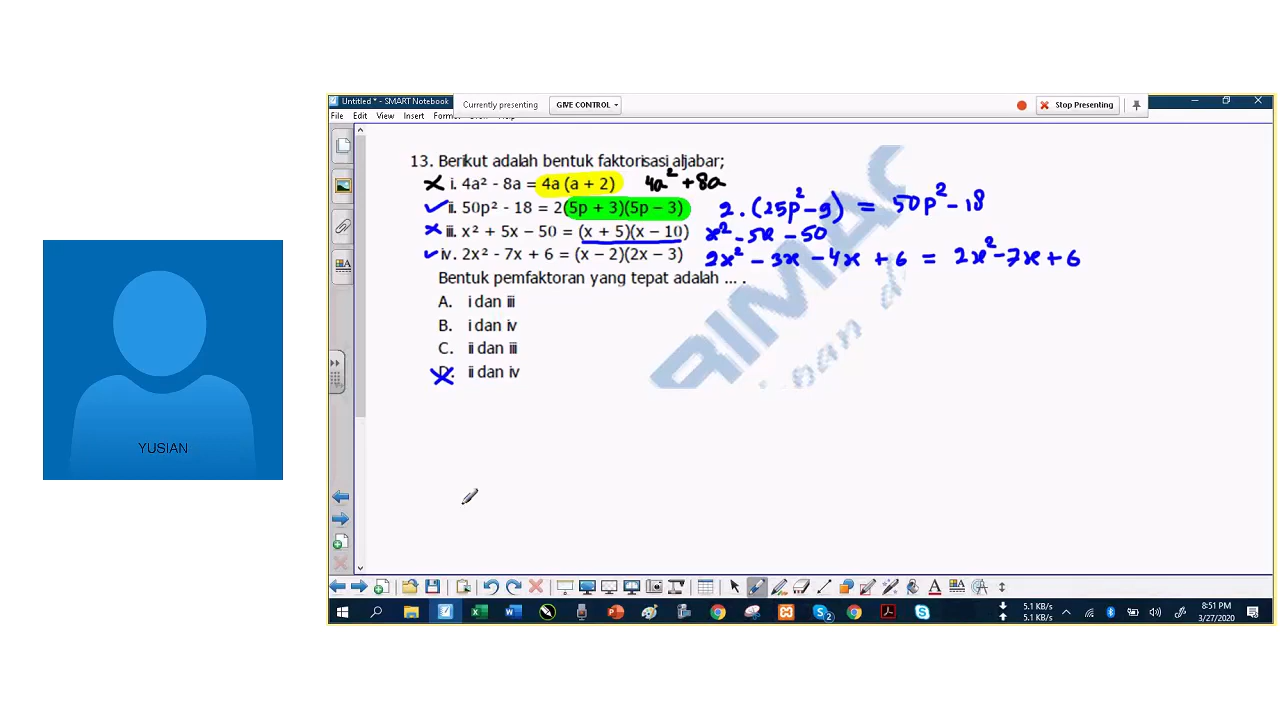 Untitled * - SMART Notebook
Currently presenting
GIVE CONTROL
Stop Presenting
File Edit View Insert
13. Berikut adalah bentuk faktorisasi aljabar;
i. 4a² - 8a = 4a (a + 2) 4a² + 8a
ii. 50p² - 18 = 2(5p + 3)(5p − 3) 2 . (25p² - 9) = 50p² - 18
iii. x² + 5x − 50 = (x + 5)(x − 10) x² - 5x - 50
iv. 2x² - 7x + 6 = (x − 2)(2x − 3) 2x² - 3x - 4x + 6 = 2x² - 7x + 6
Bentuk pemfaktoran yang tepat adalah ... .
A. i dan iii
B. i dan iv
C. ii dan iii
D. ii dan iv
YUSIAN
5.1 KB/s
5.1 KB/s
8:51 PM
3/27/2020